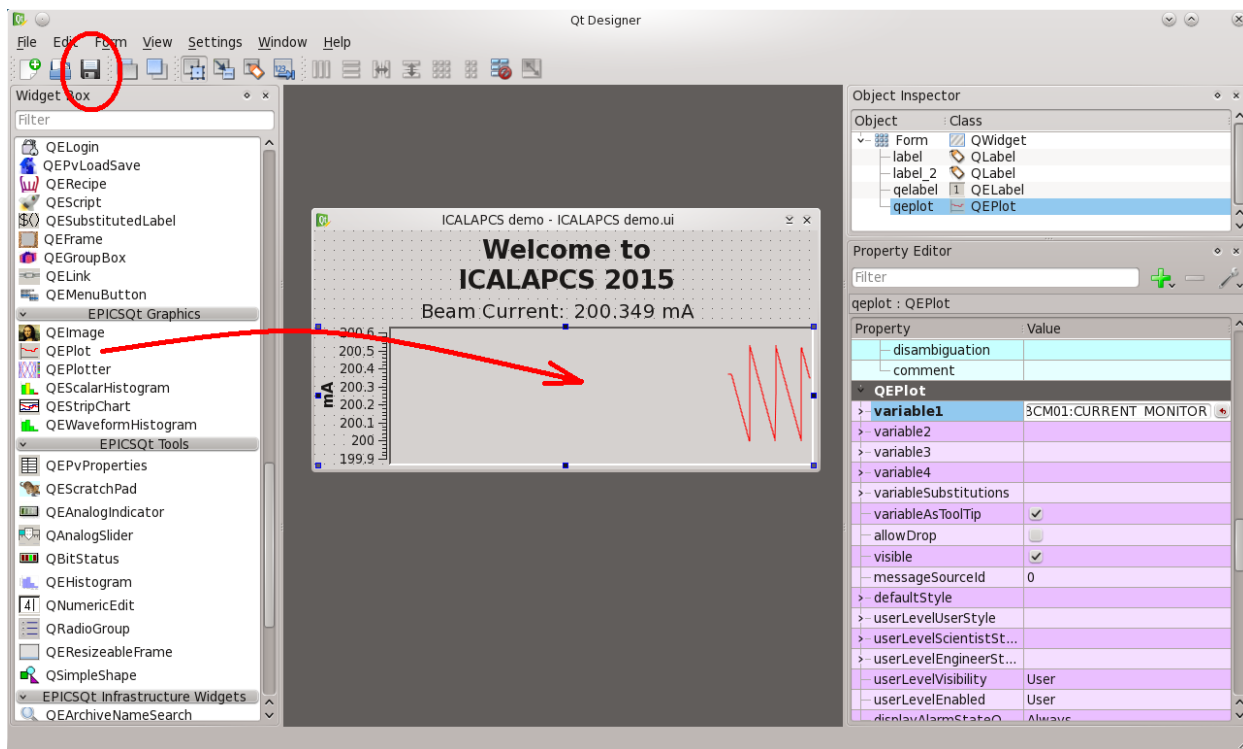 Qt Designer
File Edit Form View Settings Window Help
Widget Box
Filter
QELogin
QEPvLoadSave
QERecipe
QEScript
QESubstitutedLabel
QEFrame
QEGroupBox
QELink
QEMenuButton
EPICSQt Graphics
QEImage
QEPlot
QEPlotter
QEScalarHistogram
QEStripChart
QEWaveformHistogram
EPICSQt Tools
QEPvProperties
QEScratchPad
QEAnalogIndicator
QAnalogSlider
QBitStatus
QEHistogram
QNumericEdit
QRadioGroup
QEResizeableFrame
QSimpleShape
EPICSQt Infrastructure Widgets
QEArchiveNameSearch
ICALAPCS demo - ICALAPCS demo.ui
Welcome to
ICALAPCS 2015
Beam Current: 200.349 mA
mA
200.6
200.5
200.4
200.3
200.2
200.1
200
199.9
Object Inspector
Object Class
Form QWidget
label QLabel
label_2 QLabel
qelabel QELabel
qeplot QEPlot
Property Editor
Filter
qeplot : QEPlot
Property Value
disambiguation
comment
QEPlot
variable1 3CM01:CURRENT_MONITOR
variable2
variable3
variable4
variableSubstitutions
variableAsToolTip
allowDrop
visible
messageSourceId 0
defaultStyle
userLevelUserStyle
userLevelScientistSt...
userLevelEngineerSt...
userLevelVisibility User
userLevelEnabled User
displayAlarmStateO... Always